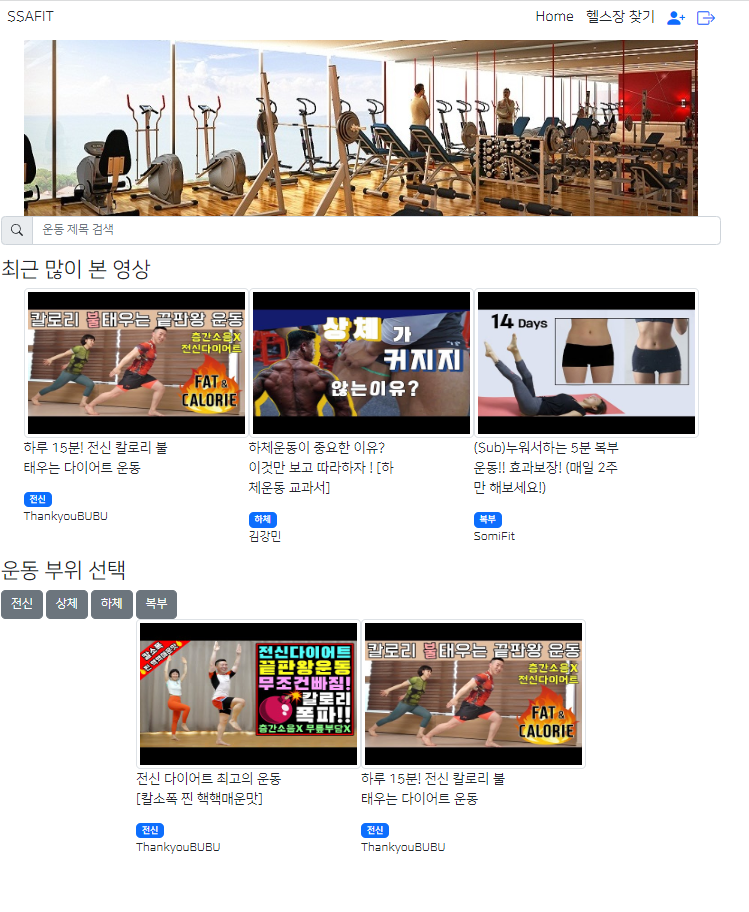 SSAFIT
Home 헬스장 찾기
운동 제목 검색
최근 많이 본 영상
칼로리 불태우는 끝판왕 운동
층간소음X
전신다이어트
FAT &
CALORIE
상체 가
커지지
않는이유?
14 Days
하루 15분! 전신 칼로리 불
태우는 다이어트 운동
전신
ThankyouBUBU
하체운동이 중요한 이유?
이것만 보고 따라하자 ! [하
체운동 교과서]
하체
김강민
(Sub)누워서하는 5분 복부
운동!! 효과보장! (매일 2주
만 해보세요!)
복부
SomiFit
운동 부위 선택
전신 상체 하체 복부
칼소폭
찐 핵핵매운맛
전신다이어트
끝판왕운동
무조건빠짐!
칼로리
폭파!!
층간소음X 무릎부담X
칼로리 불태우는 끝판왕 운동
층간소음X
전신다이어트
FAT &
CALORIE
전신 다이어트 최고의 운동
[칼소폭 찐 핵핵매운맛]
전신
ThankyouBUBU
하루 15분! 전신 칼로리 불
태우는 다이어트 운동
전신
ThankyouBUBU